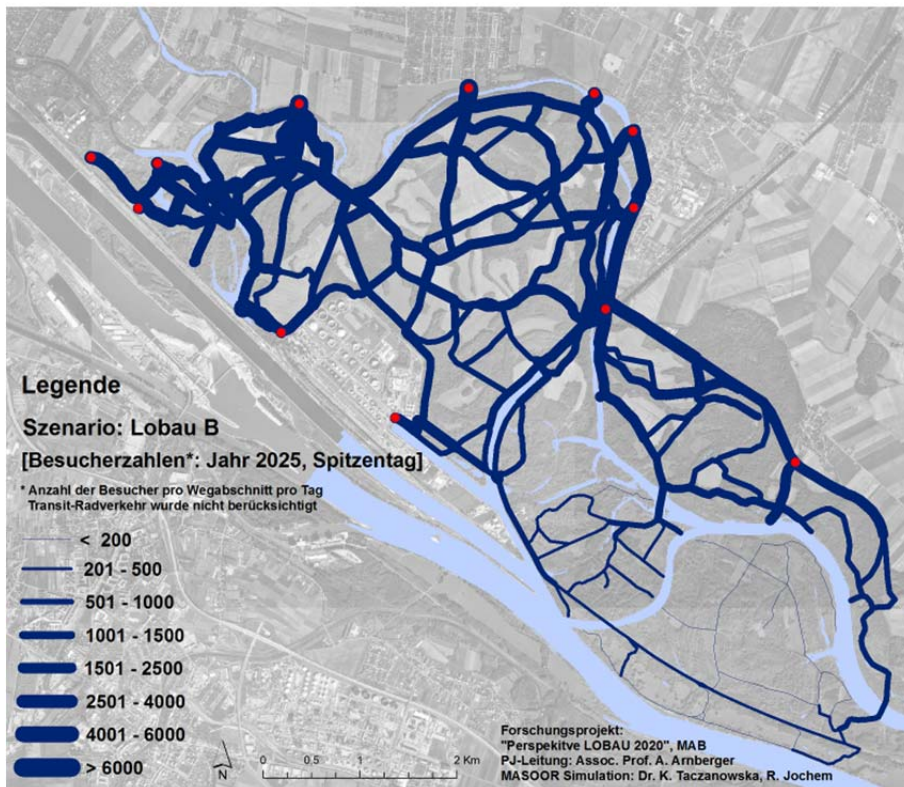 Legende
Szenario: Lobau B
[Besucherzahlen*: Jahr 2025, Spitzentag]
* Anzahl der Besucher pro Wegabschnitt pro Tag
Transit-Radverkehr wurde nicht berücksichtigt
< 200
201 - 500
501 - 1000
1001 - 1500
1501 - 2500
2501 - 4000
4001 - 6000
> 6000
N
0 0.5 1 2 Km
Forschungsprojekt:
"Perspekitve LOBAU 2020", MAB
PJ-Leitung: Assoc. Prof. A. Arnberger
MASOOR Simulation: Dr. K. Taczanowska, R. Jochem